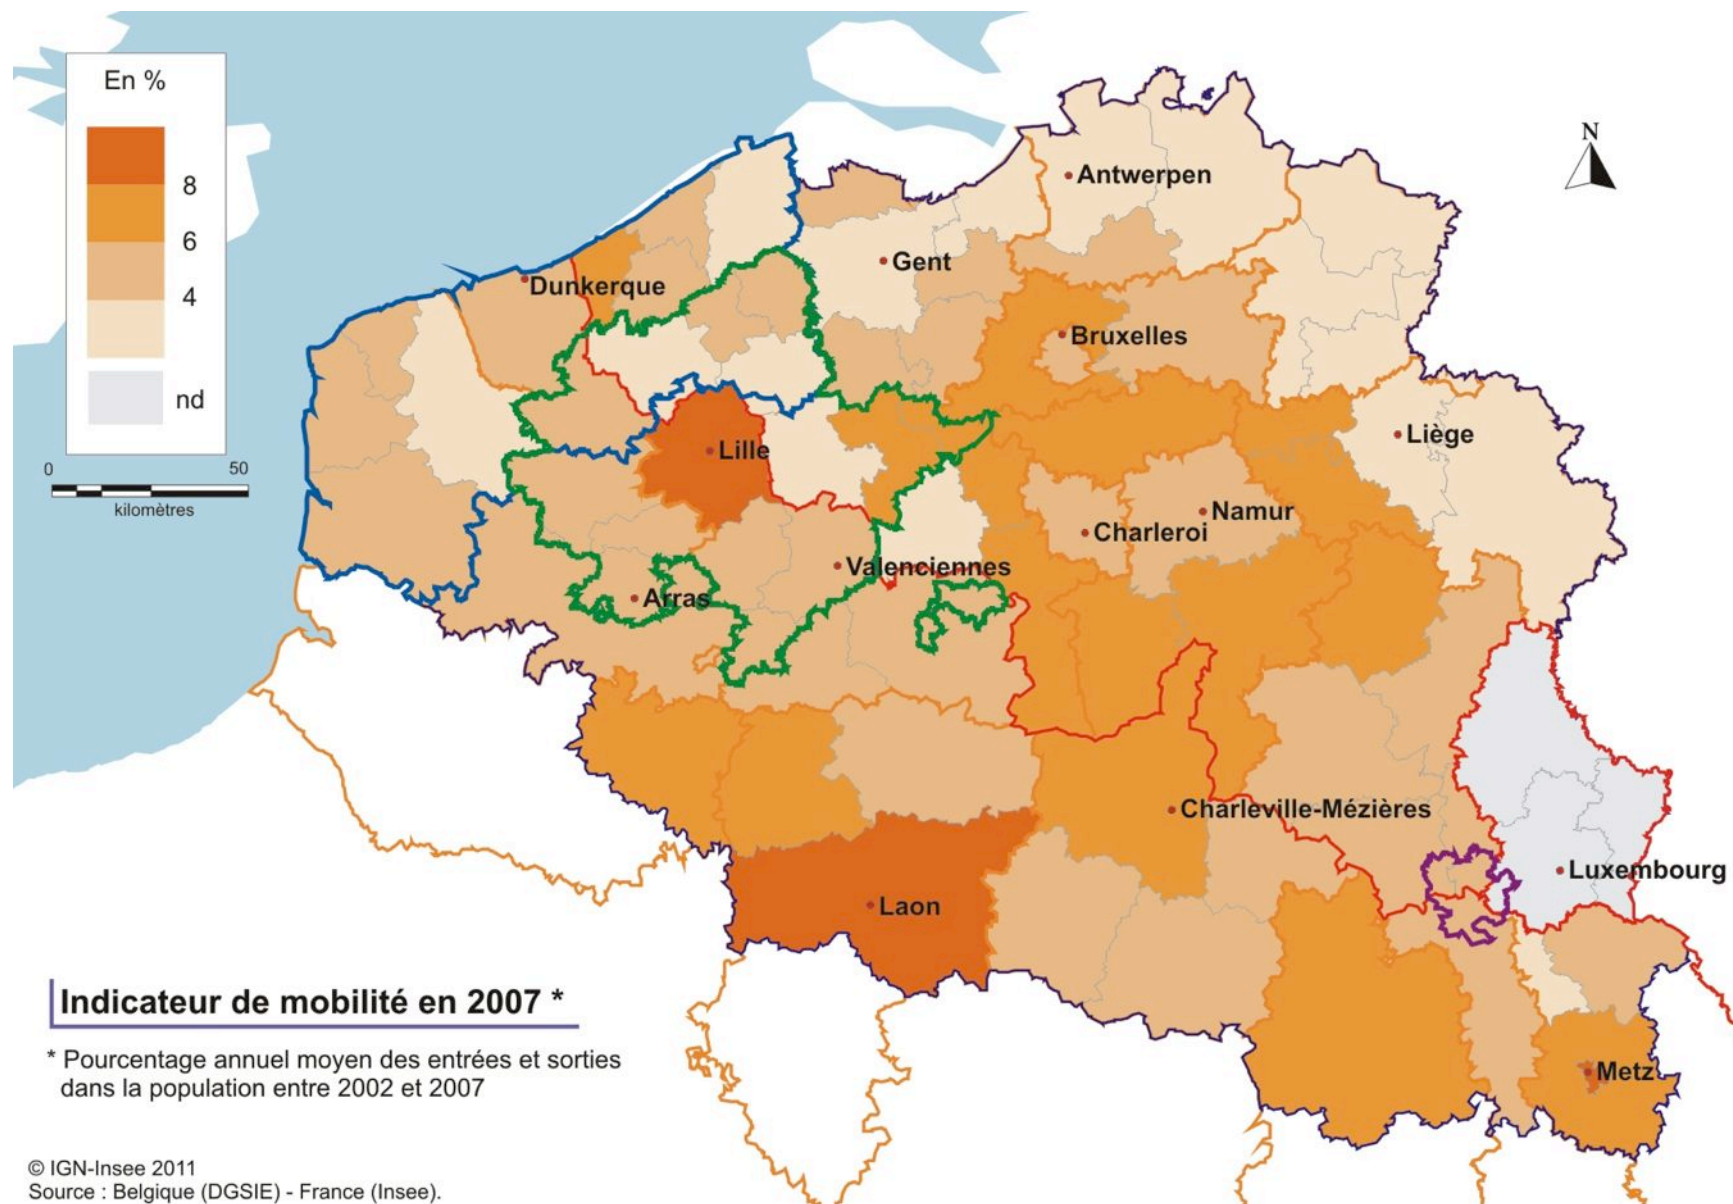 En %
8
6
4
nd
0 50
kilomètres
N
Antwerpen
Gent
Dunkerque
Bruxelles
Lille
Liège
Namur
Charleroi
Valenciennes
Arras
Charleville-Mézières
Luxembourg
Laon
Metz
Indicateur de mobilité en 2007 *
* Pourcentage annuel moyen des entrées et sorties
dans la population entre 2002 et 2007
© IGN-Insee 2011
Source : Belgique (DGSIE) - France (Insee).